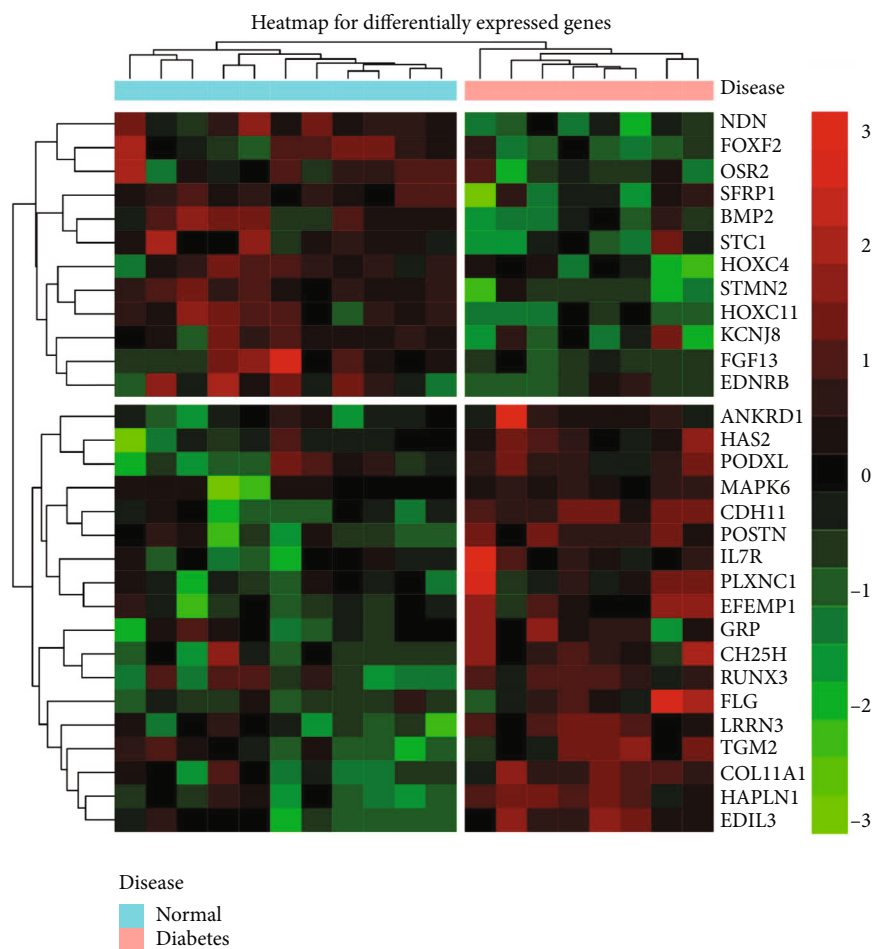 Heatmap for differentially expressed genes
Disease
NDN
FOXF2
OSR2
SFRP1
BMP2
STC1
HOXC4
STMN2
HOXC11
KCNJ8
FGF13
EDNRB
ANKRD1
HAS2
PODXL
MAPK6
CDH11
POSTN
IL7R
PLXNC1
EFEMP1
GRP
CH25H
RUNX3
FLG
LRRN3
TGM2
COL11A1
HAPLN1
EDIL3
3
2
1
0
–1
–2
–3
Disease
Normal
Diabetes